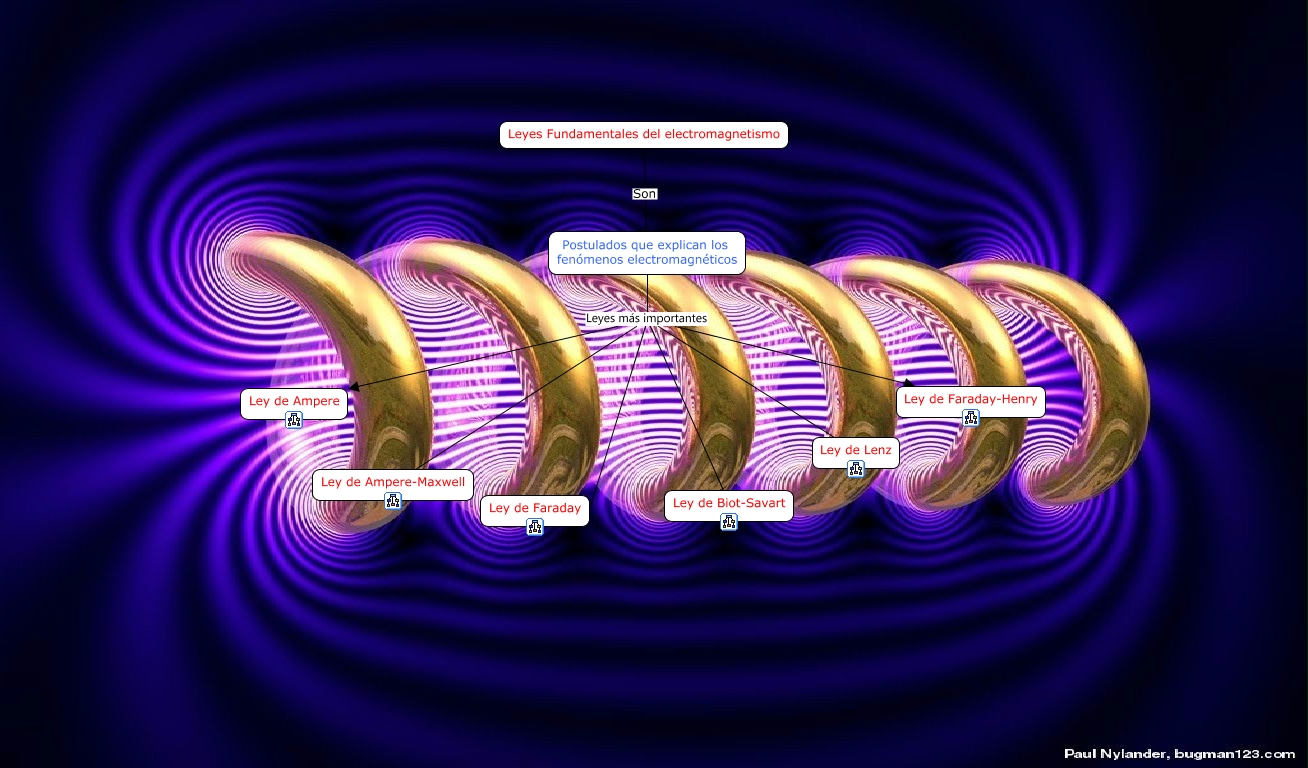 Leyes Fundamentales del electromagnetismo
Son
Postulados que explican los
fenómenos electromagnéticos
Leyes más importantes
Ley de Ampere
Ley de Ampere-Maxwell
Ley de Faraday
Ley de Biot-Savart
Ley de Lenz
Ley de Faraday-Henry
Paul Nylander, bugman123.com